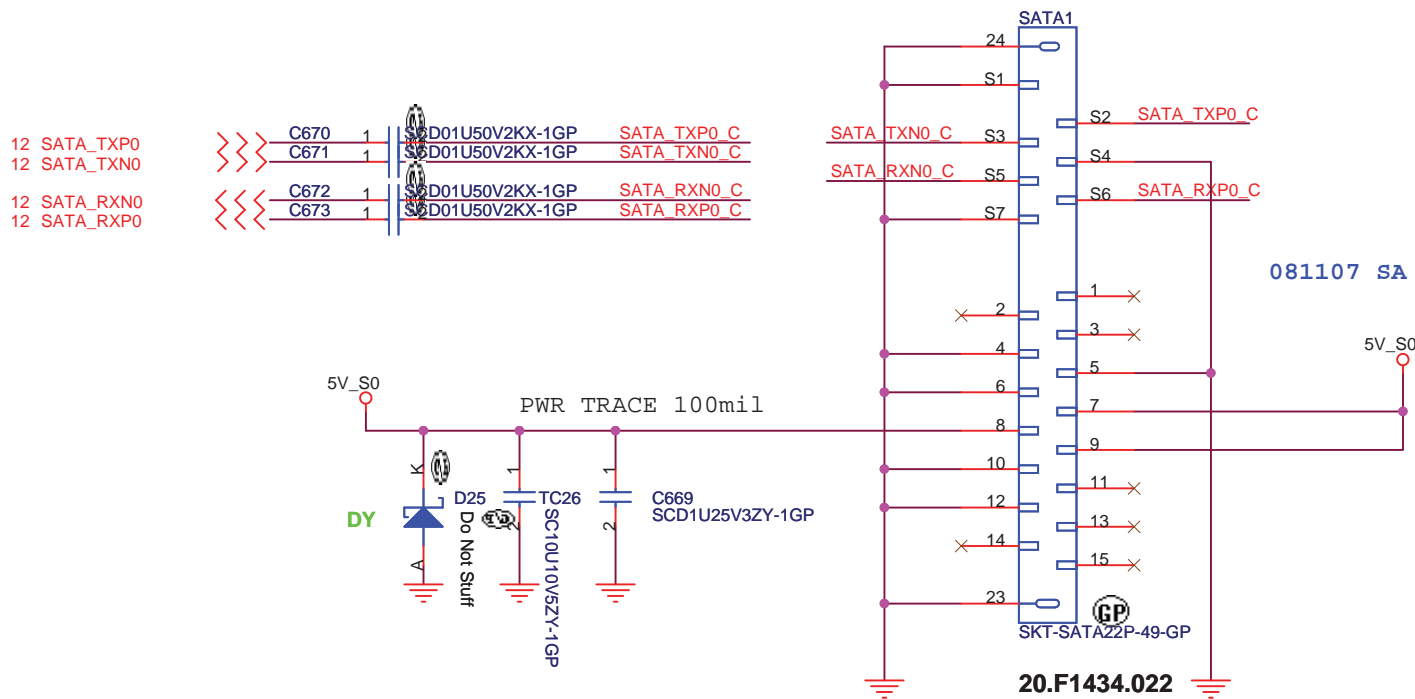 SATA1
24
S1
S2 SATA_TXP0_C
12 SATA_TXP0 C670 1 SCD01U50V2KX-1GP SATA_TXP0_C
SATA_TXN0_C S3
12 SATA_TXN0 C671 1 SCD01U50V2KX-1GP SATA_TXN0_C
S4
SATA_RXN0_C S5
12 SATA_RXN0 C672 1 SCD01U50V2KX-1GP SATA_RXN0_C
S6 SATA_RXP0_C
12 SATA_RXP0 C673 1 SCD01U50V2KX-1GP SATA_RXP0_C
S7
081107 SA
1
2
3
5V_S0
4
5
5V_S0
6
PWR TRACE 100mil
7
8
9
K
1
1
10
D25
TC26
C669
11
DY
Do Not Stuff
SC10U10V5ZY-1GP
SCD1U25V3ZY-1GP
12
2
2
13
14
A
15
23
GP
SKT-SATA22P-49-GP
20.F1434.022